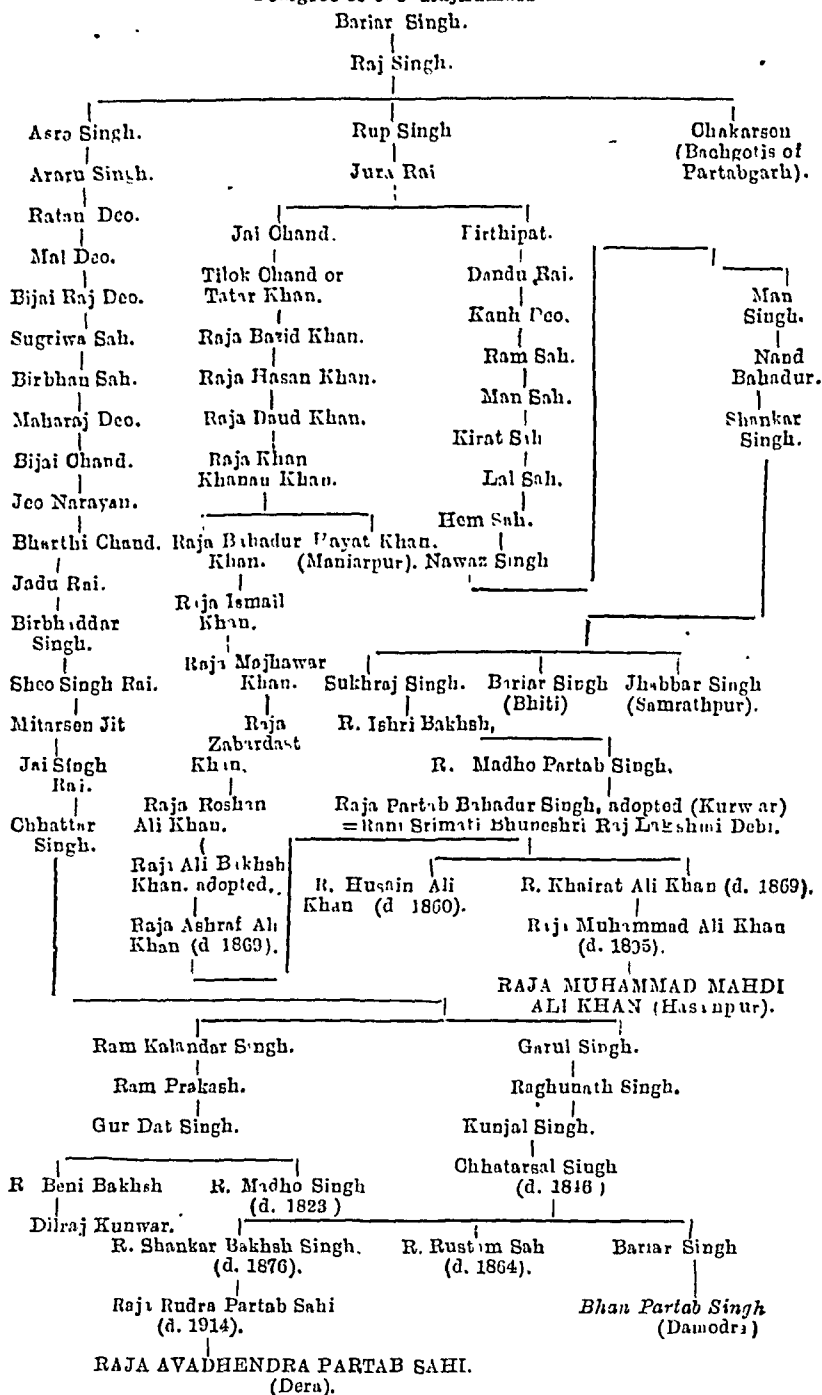 Bariar Singh.
Raj Singh.
Asra Singh.
Rup Singh
Chakarson
(Bachgotis of
Partabgarh).
Araru Singh.
Jura Rai
Ratan Deo.
Jai Chand.
Pirthipat.
Mal Deo.
Tilok Chand or
Tatar Khan.
Dandu Rai.
Bijai Raj Deo.
Kanh Deo.
Man
Singh.
Sugriwa Sah.
Raja Bazid Khan.
Ram Sah.
Nand
Bahadur.
Birbhan Sah.
Raja Hasan Khan.
Man Sah.
Maharaj Deo.
Raja Daud Khan.
Kirat Sah
Shankar
Singh.
Bijai Chand.
Raja Khan
Khanan Khan.
Lal Sah.
Jeo Narayan.
Hem Sah.
Bharthi Chand.
Raja Bahadur
Khan.
Hayat Khan.
(Maniarpur).
Nawaz Singh
Jadu Rai.
Raja Ismail
Khan.
Birbhaddar
Singh.
Raja Majhawar
Khan.
Sheo Singh Rai.
Sukhraj Singh.
Bariar Singh
(Bhiti)
Jhabbar Singh
(Samrathpur).
Mitarsen Jit
Raja
Zabardast
Khan.
R. Ishri Bakhsh,
Jai Singh
Rai.
R. Madho Partab Singh.
Chhattar
Singh.
Raja Roshan
Ali Khan.
Raja Partab Bahadur Singh, adopted (Kurwar)
=Rani Srimati Bhuneshri Raj Lakshmi Debi.
Raja Ali Bakhsh
Khan. adopted.
R. Husain Ali
Khan (d 1860).
R. Khairat Ali Khan (d. 1869).
Raja Ashraf Ali
Khan (d 1869).
Raja Muhammad Ali Khan
(d. 1895).
RAJA MUHAMMAD MAHDI
ALI KHAN (Hasanpur).
Ram Kalandar Singh.
Garul Singh.
Ram Prakash.
Raghunath Singh.
Gur Dat Singh.
Kunjal Singh.
Chhatarsal Singh
(d. 1846)
R Beni Bakhsh
R. Madho Singh
(d. 1823)
Dilraj Kunwar.
R. Shankar Bakhsh Singh.
(d. 1876).
R. Rustam Sah
(d. 1864).
Bariar Singh
Raja Rudra Partab Sahi
(d. 1914).
Bhan Partab Singh
(Damodra)
RAJA AVADHENDRA PARTAB SAHI.
(Dera).